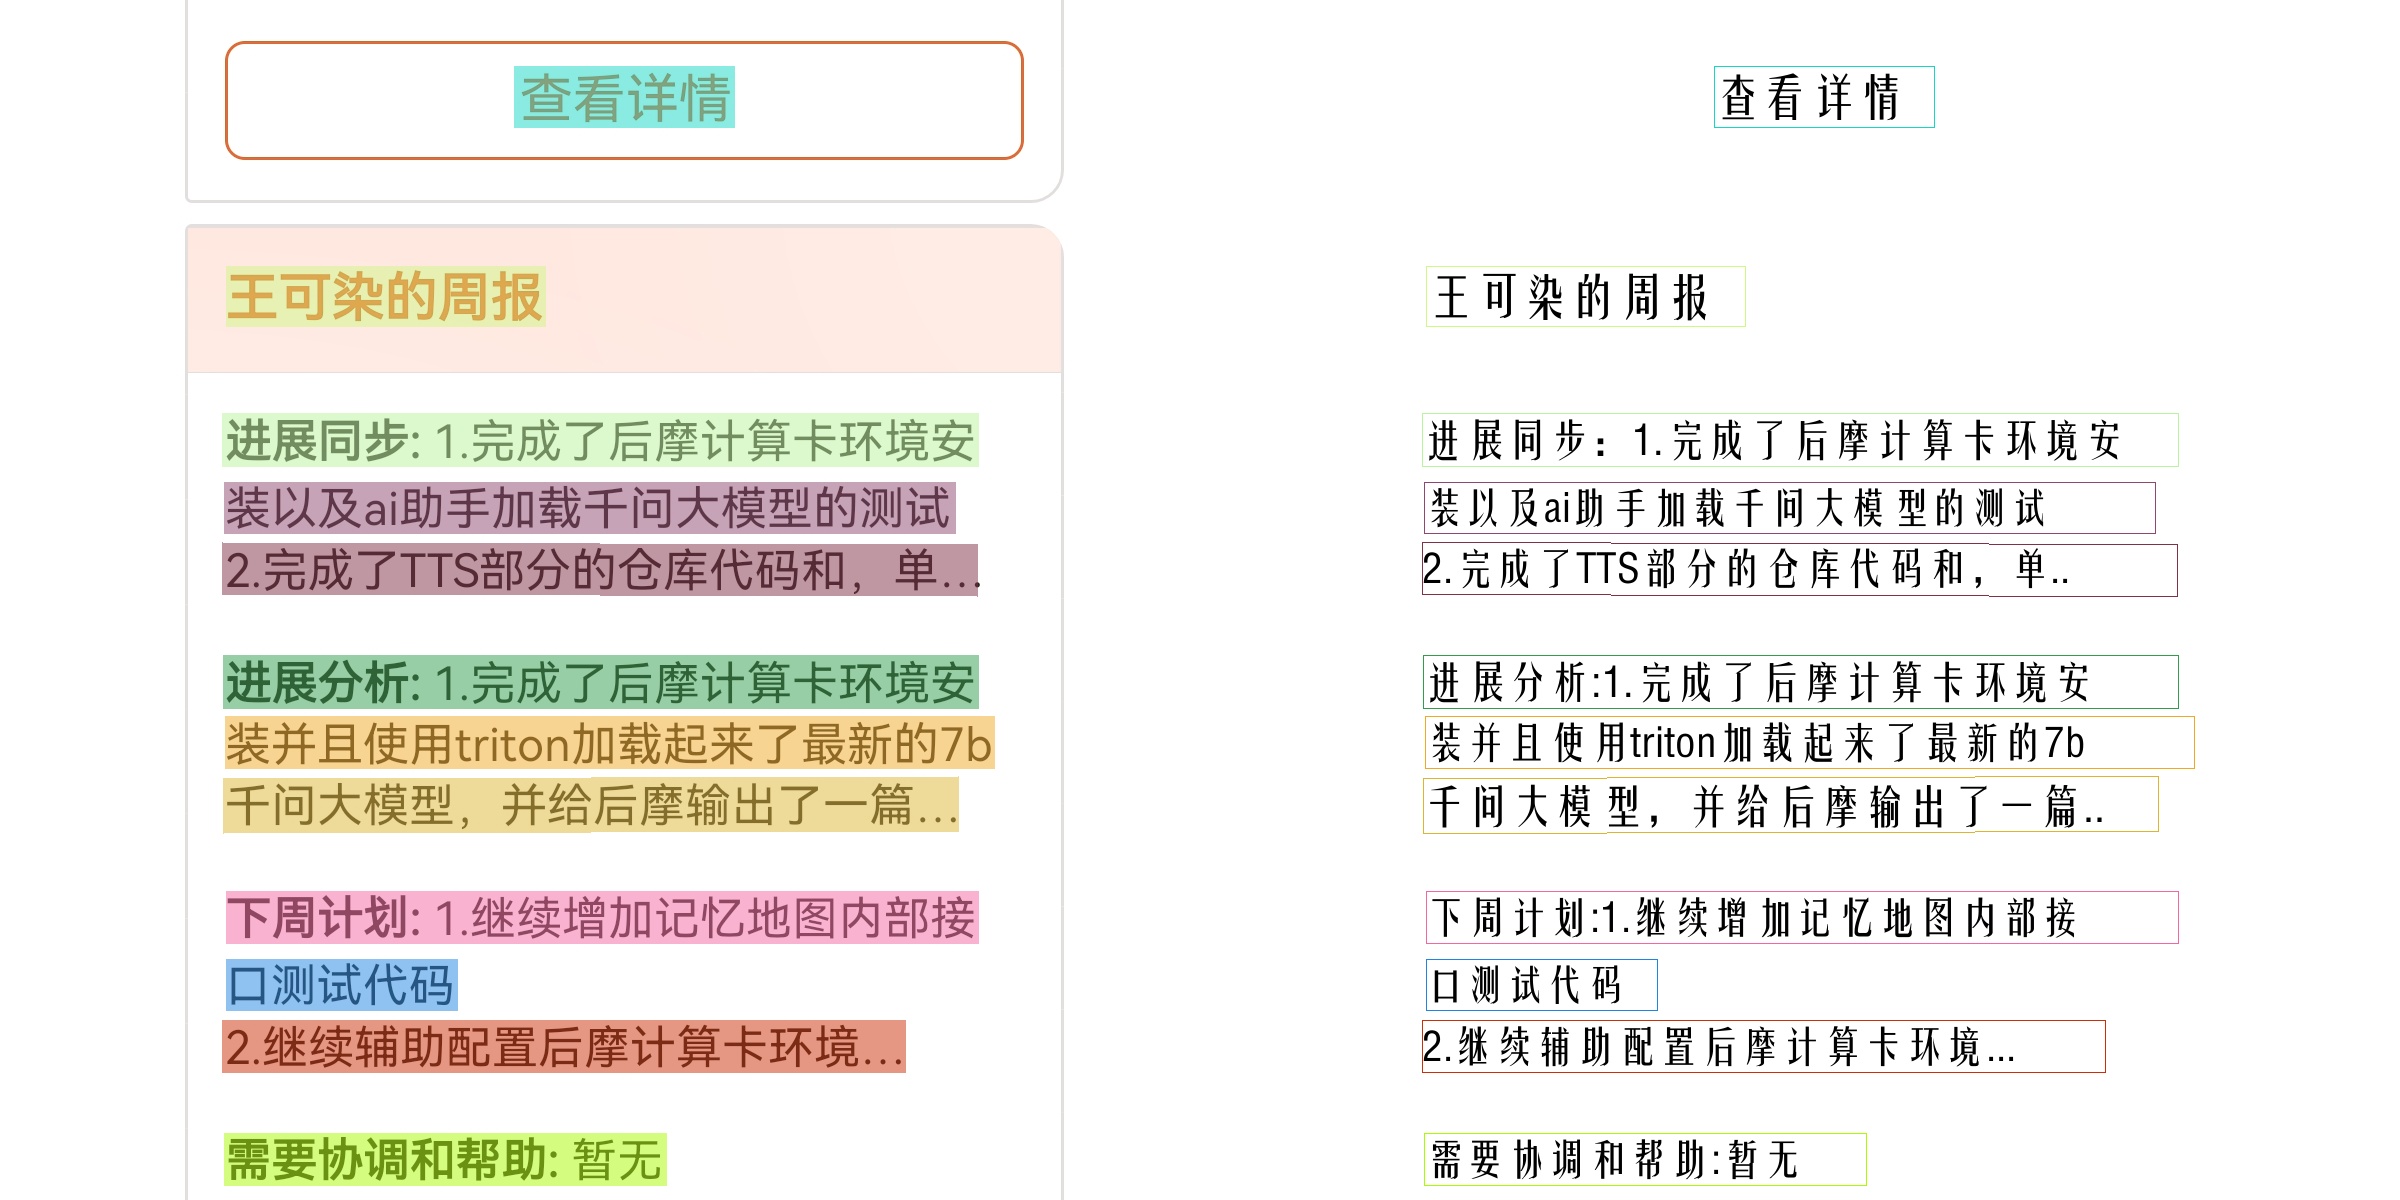 查看详情
王可染的周报
进展同步: 1.完成了后摩计算卡环境安
装以及ai助手加载千问大模型的测试
2.完成了TTS部分的仓库代码和，单...
进展分析: 1.完成了后摩计算卡环境安
装并且使用triton加载起来了最新的7b
千问大模型，并给后摩输出了一篇...
下周计划: 1.继续增加记忆地图内部接
口测试代码
2.继续辅助配置后摩计算卡环境...
需要协调和帮助: 暂无
查看详情
王可染的周报
进展同步：1.完成了后摩计算卡环境安
装以及ai助手加载千问大模型的测试
2.完成了TTS部分的仓库代码和，单..
进展分析:1.完成了后摩计算卡环境安
装并且使用triton加载起来了最新的7b
千问大模型，并给后摩输出了一篇..
下周计划:1.继续增加记忆地图内部接
口测试代码
2.继续辅助配置后摩计算卡环境...
需要协调和帮助:暂无